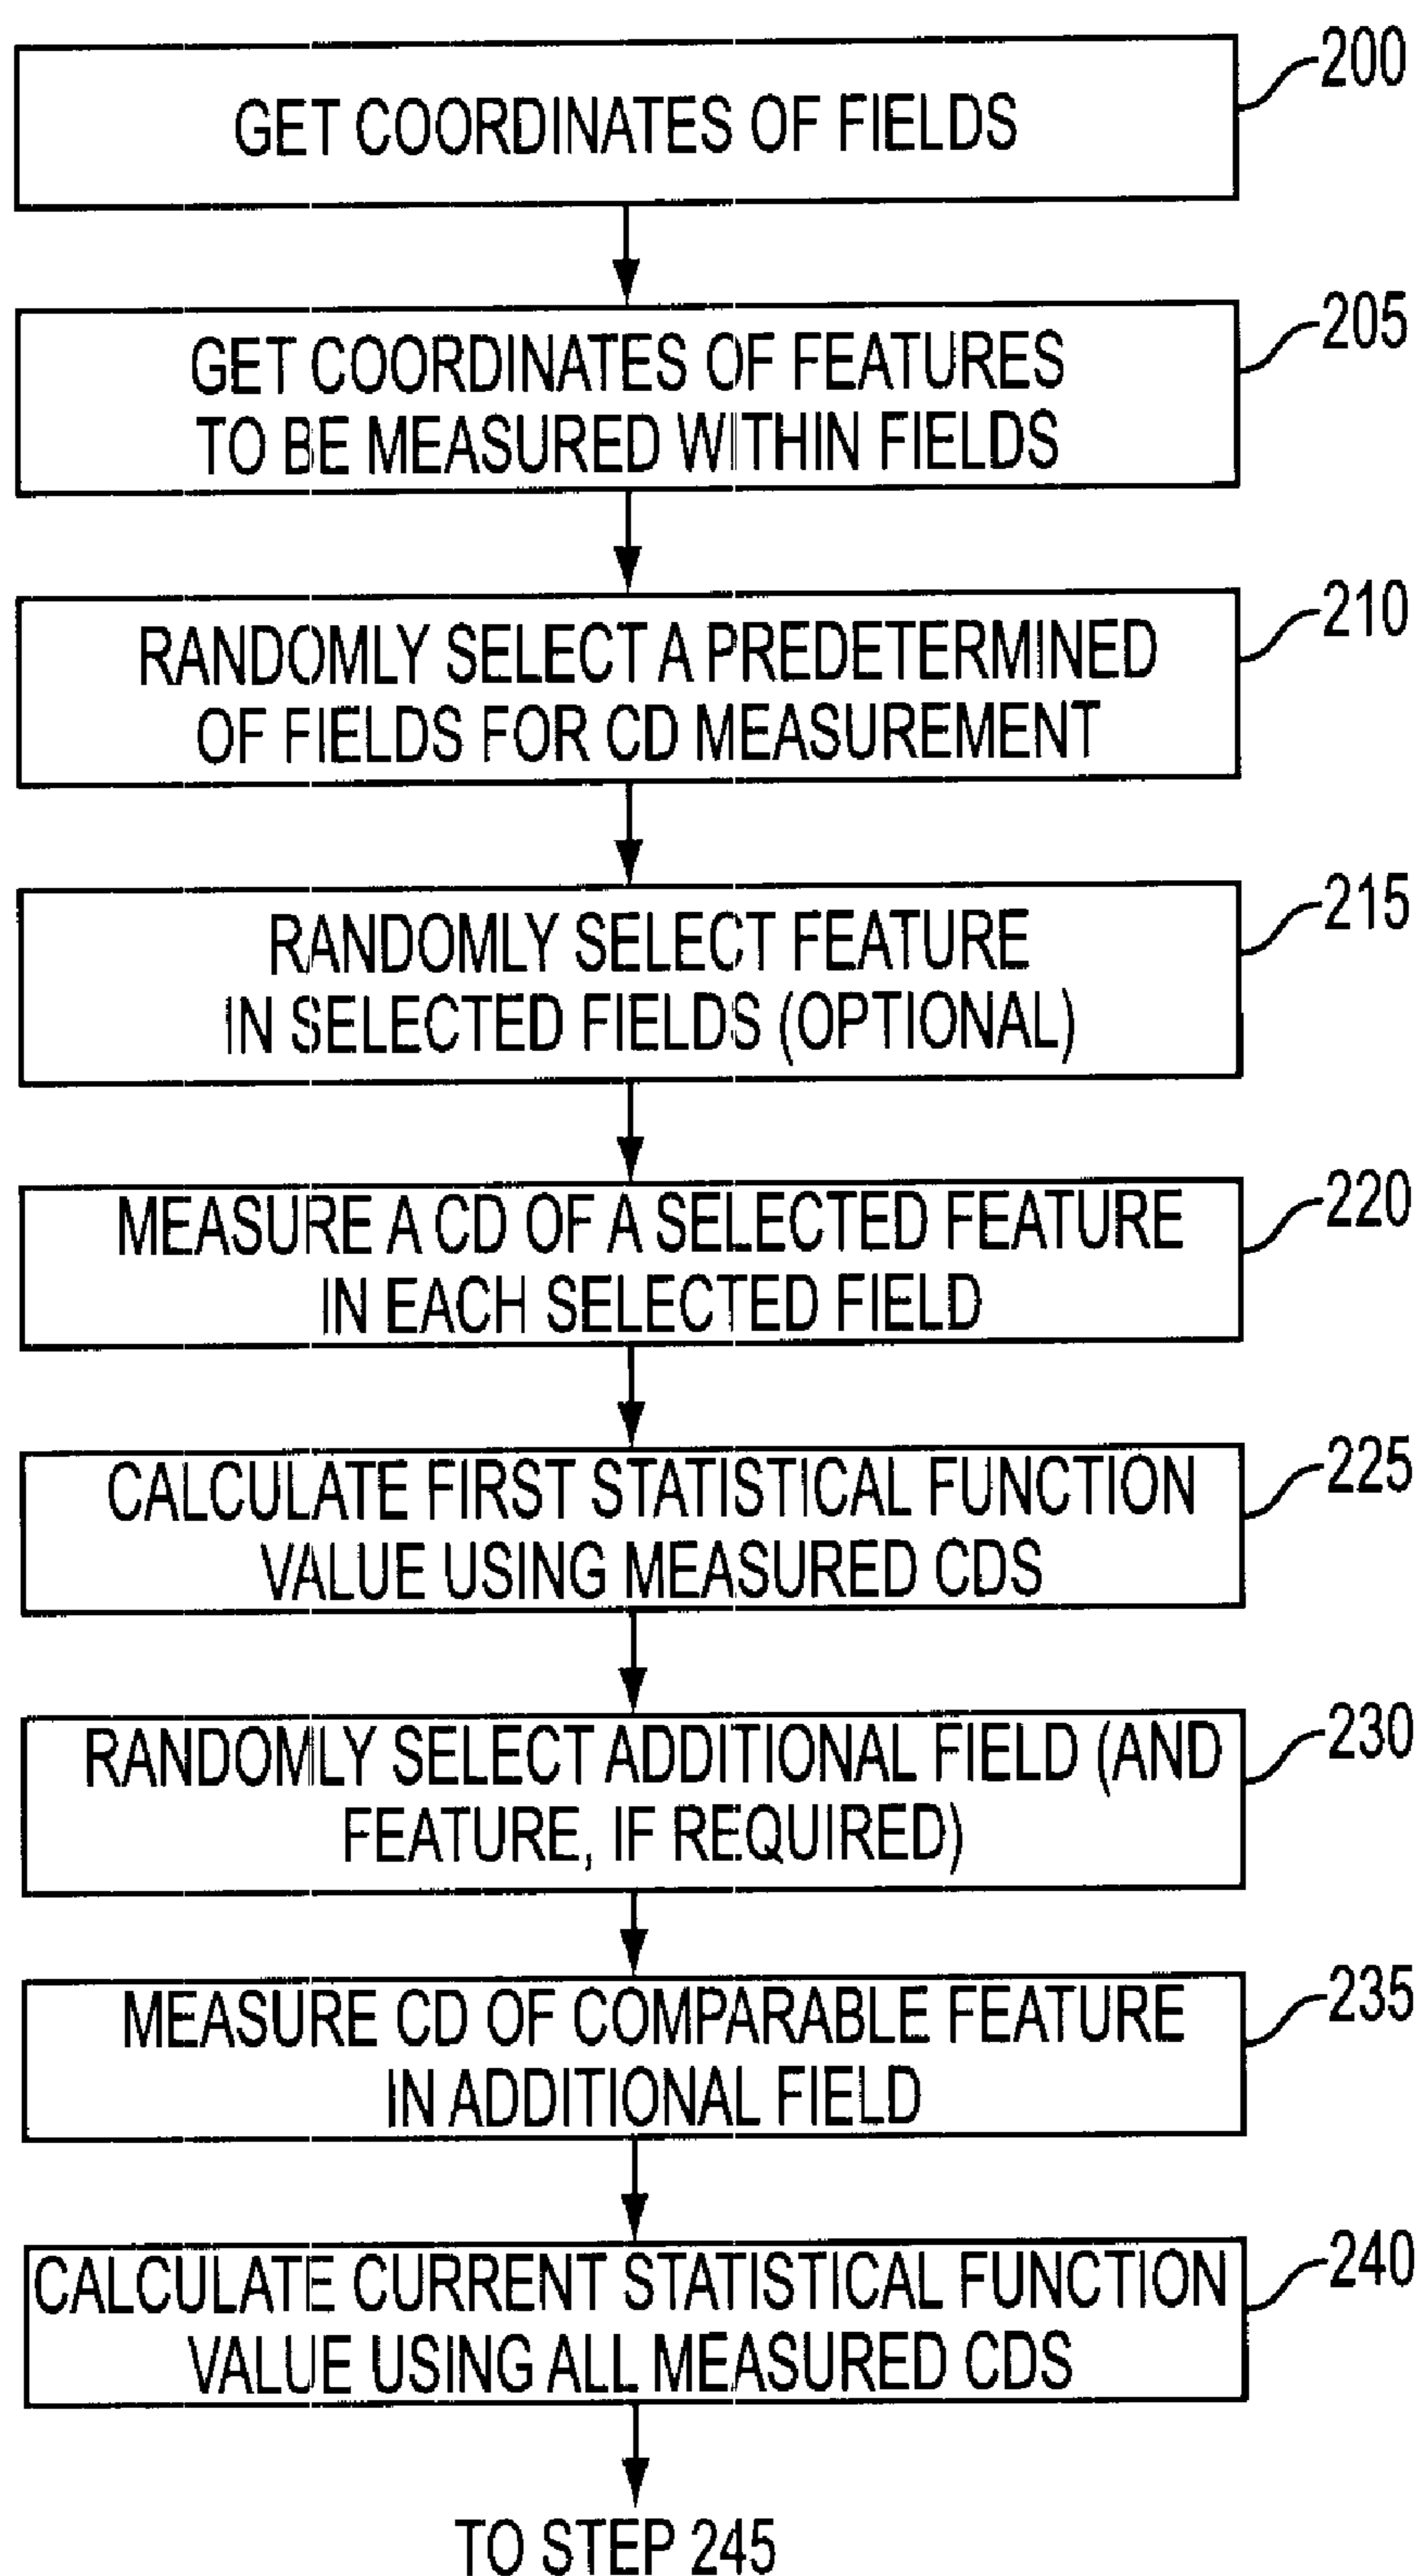 GET COORDINATES OF FIELDS
200
GET COORDINATES OF FEATURES
TO BE MEASURED WITHIN FIELDS
205
RANDOMLY SELECT A PREDETERMINED
OF FIELDS FOR CD MEASUREMENT
210
RANDOMLY SELECT FEATURE
IN SELECTED FIELDS (OPTIONAL)
215
MEASURE A CD OF A SELECTED FEATURE
IN EACH SELECTED FIELD
220
CALCULATE FIRST STATISTICAL FUNCTION
VALUE USING MEASURED CDS
225
RANDOMLY SELECT ADDITIONAL FIELD (AND
FEATURE, IF REQUIRED)
230
MEASURE CD OF COMPARABLE FEATURE
IN ADDITIONAL FIELD
235
CALCULATE CURRENT STATISTICAL FUNCTION
VALUE USING ALL MEASURED CDS
240
TO STEP 245